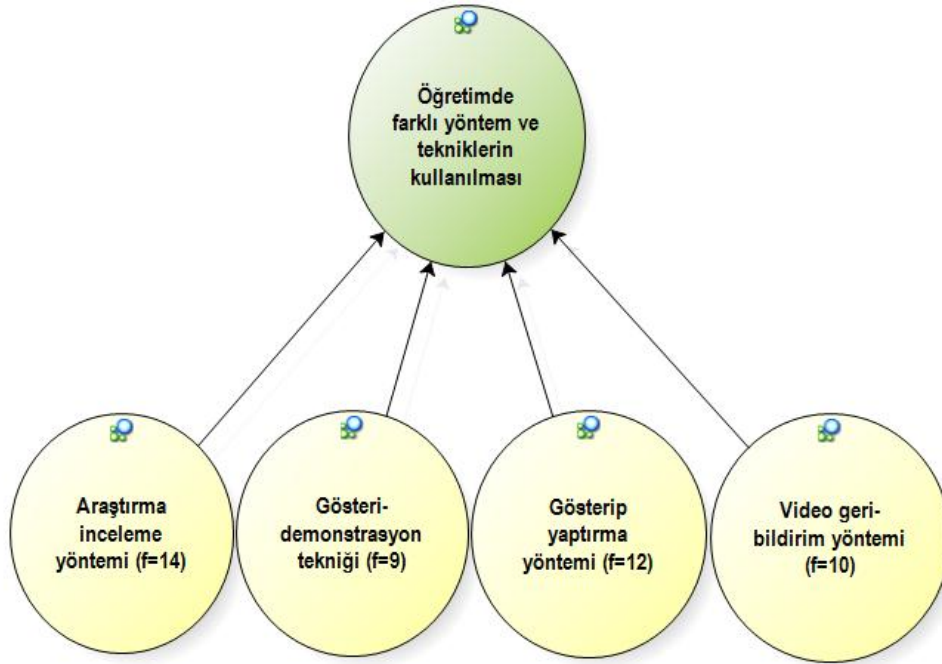 Öğretimde
farklı yöntem ve
tekniklerin
kullanılması
Araştırma
inceleme
yöntemi (f=14)
Gösteri-
demonstrasyon
tekniği (f=9)
Gösterip
yaptırma
yöntemi (f=12)
Video geri-
bildirim yöntemi
(f=10)